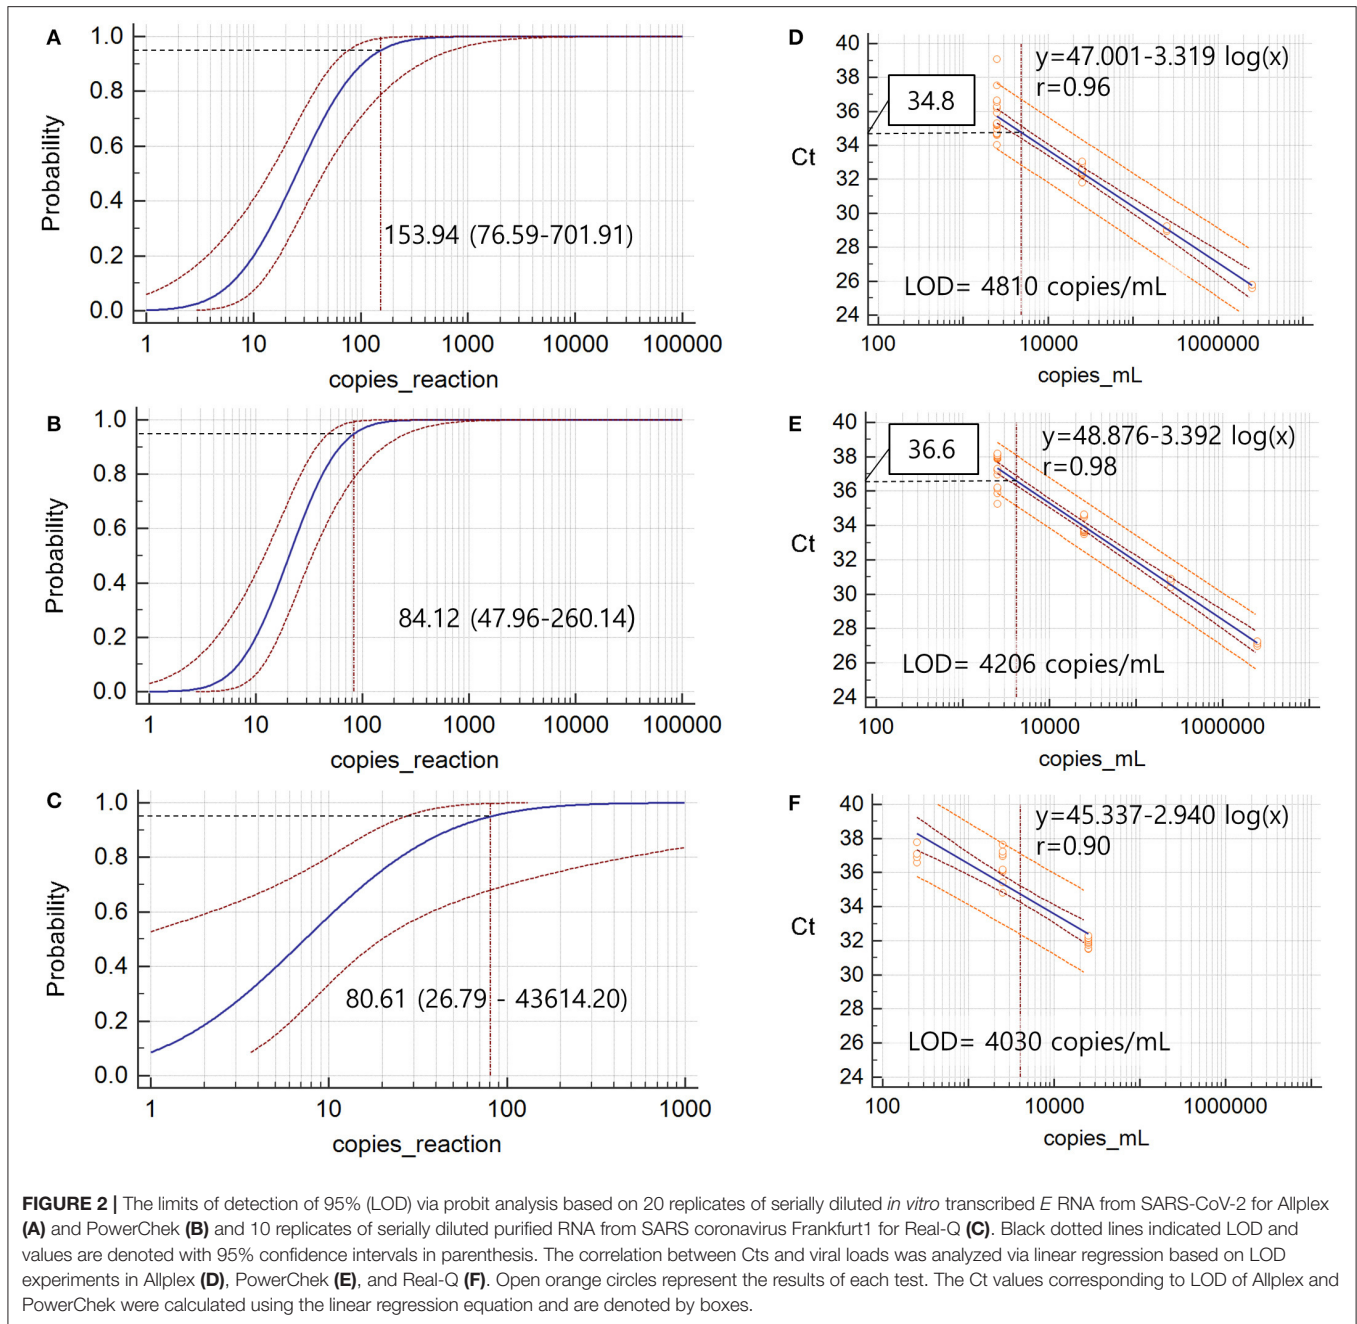 A
1.0
0.8
0.6
0.4
0.2
0.0
Probability
153.94 (76.59-701.91)
1 10 100 1000 10000 100000
copies_reaction
D
40
38
36
34
32
30
28
26
24
Ct
34.8
y=47.001-3.319 log(x)
r=0.96
LOD= 4810 copies/mL
100 10000 1000000
copies_mL
B
1.0
0.8
0.6
0.4
0.2
0.0
Probability
84.12 (47.96-260.14)
1 10 100 1000 10000 100000
copies_reaction
E
40
38
36
34
32
30
28
26
24
Ct
36.6
y=48.876-3.392 log(x)
r=0.98
LOD= 4206 copies/mL
100 10000 1000000
copies_mL
C
1.0
0.8
0.6
0.4
0.2
0.0
Probability
80.61 (26.79 - 43614.20)
1 10 100 1000
copies_reaction
F
40
38
36
34
32
30
28
26
24
Ct
y=45.337-2.940 log(x)
r=0.90
LOD= 4030 copies/mL
100 10000 1000000
copies_mL
FIGURE 2 | The limits of detection of 95% (LOD) via probit analysis based on 20 replicates of serially diluted in vitro transcribed E RNA from SARS-CoV-2 for Allplex
(A) and PowerChek (B) and 10 replicates of serially diluted purified RNA from SARS coronavirus Frankfurt1 for Real-Q (C). Black dotted lines indicated LOD and
values are denoted with 95% confidence intervals in parenthesis. The correlation between Cts and viral loads was analyzed via linear regression based on LOD
experiments in Allplex (D), PowerChek (E), and Real-Q (F). Open orange circles represent the results of each test. The Ct values corresponding to LOD of Allplex and
PowerChek were calculated using the linear regression equation and are denoted by boxes.